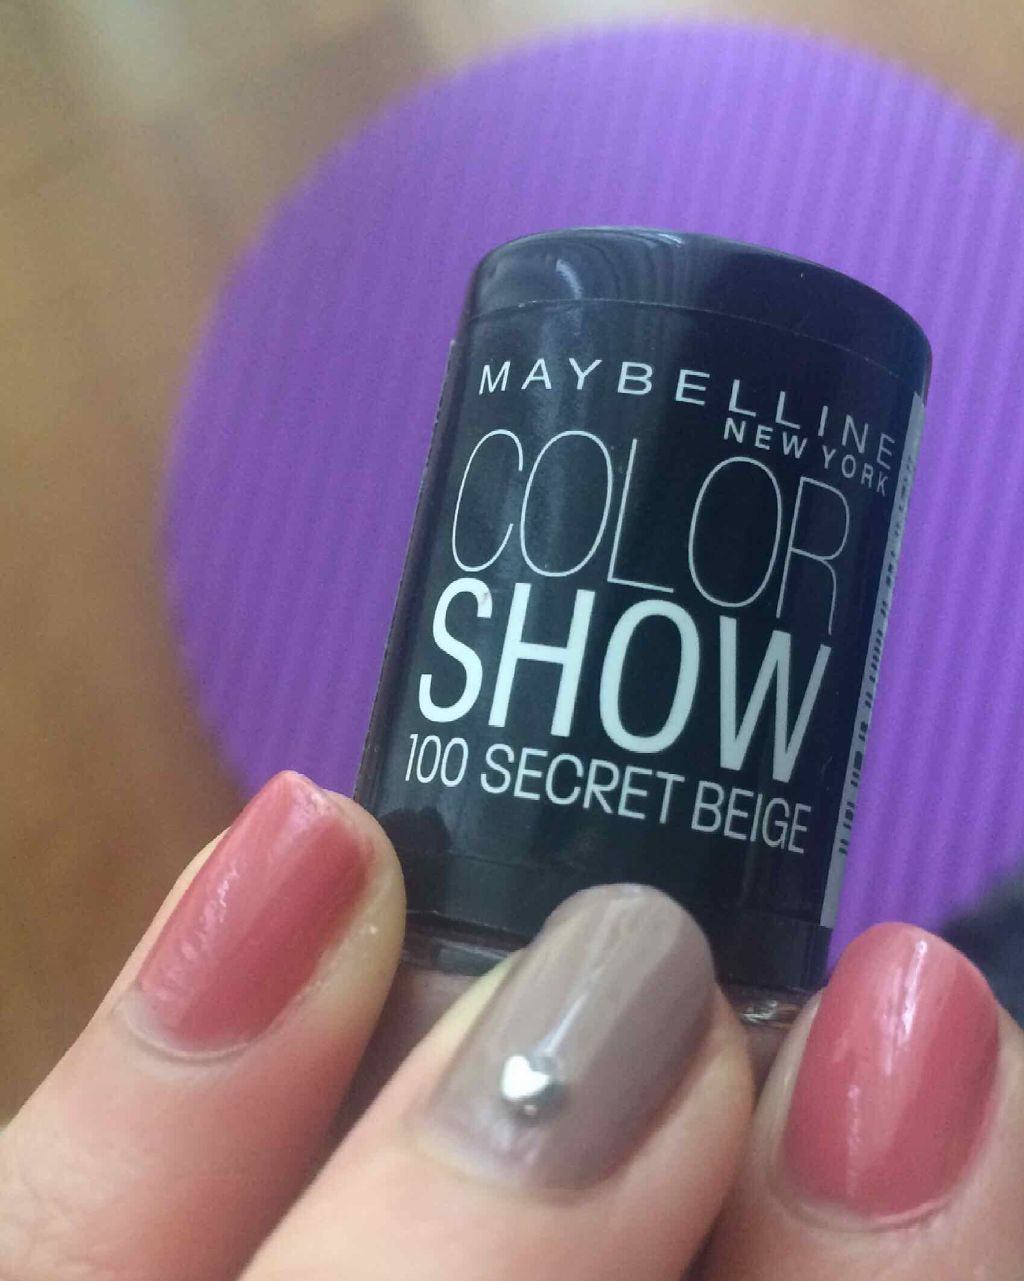 MAYBELLINE
NEW YORK
COLOR
SHOW
100 SECRET BEIGE